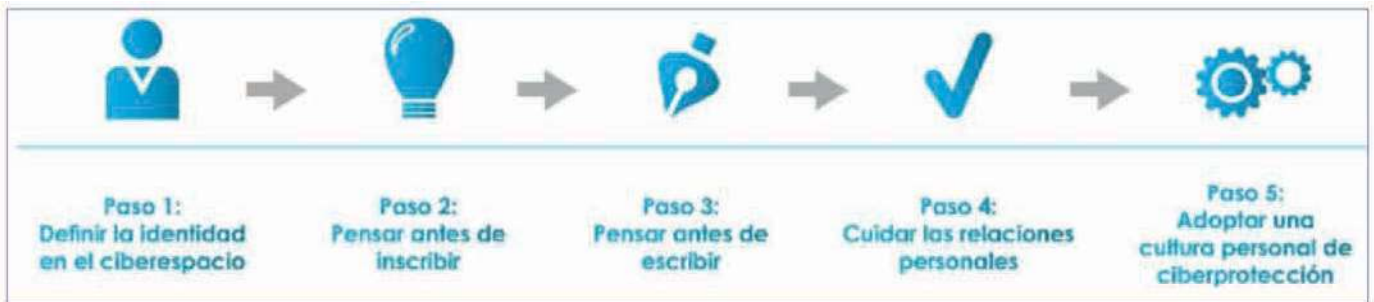 Paso 1:
Definir la identidad
en el ciberespacio
Paso 2:
Pensar antes de
inscribir
Paso 3:
Pensar antes de
escribir
Paso 4:
Cuidar las relaciones
personales
Paso 5:
Adoptar una
cultura personal de
ciberprotección